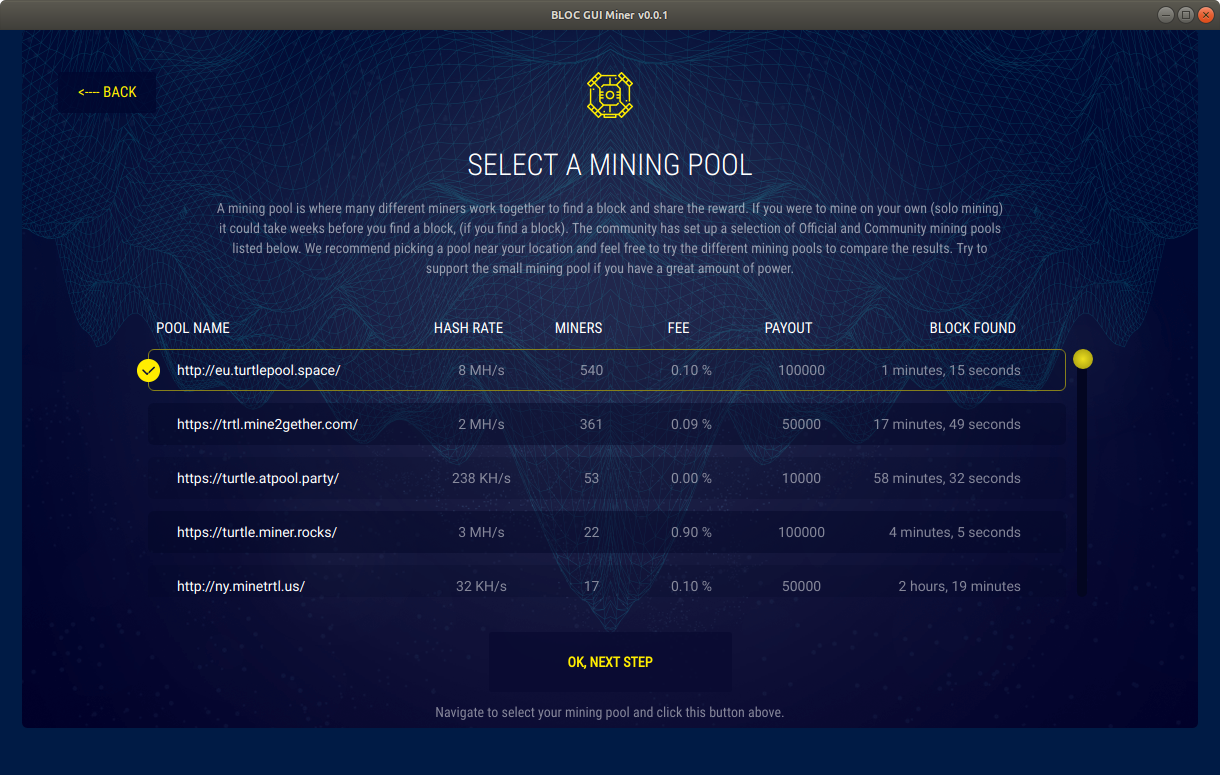 BLOC GUI Miner v0.0.1
<---- BACK
SELECT A MINING POOL
A mining pool is where many different miners work together to find a block and share the reward. If you were to mine on your own (solo mining)
it could take weeks before you find a block, (if you find a block). The community has set up a selection of Official and Community mining pools
listed below. We recommend picking a pool near your location and feel free to try the different mining pools to compare the results. Try to
support the small mining pool if you have a great amount of power.
POOL NAME HASH RATE MINERS FEE PAYOUT BLOCK FOUND
http://eu.turtlepool.space/ 8 MH/s 540 0.10 % 100000 1 minutes, 15 seconds
https://trtl.mine2gether.com/ 2 MH/s 361 0.09 % 50000 17 minutes, 49 seconds
https://turtle.atpool.party/ 238 KH/s 53 0.00 % 10000 58 minutes, 32 seconds
https://turtle.miner.rocks/ 3 MH/s 22 0.90 % 100000 4 minutes, 5 seconds
http://ny.minetrtl.us/ 32 KH/s 17 0.10 % 50000 2 hours, 19 minutes
OK, NEXT STEP
Navigate to select your mining pool and click this button above.